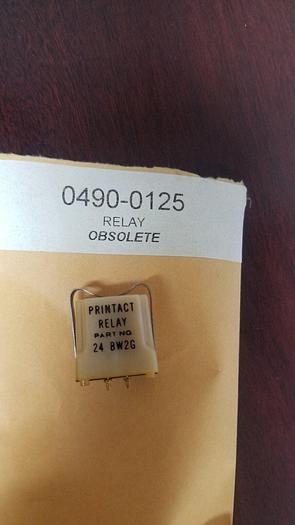 0490-0125
RELAY
OBSOLETE
PRINTACT
RELAY
PART NO.
24 BW2G